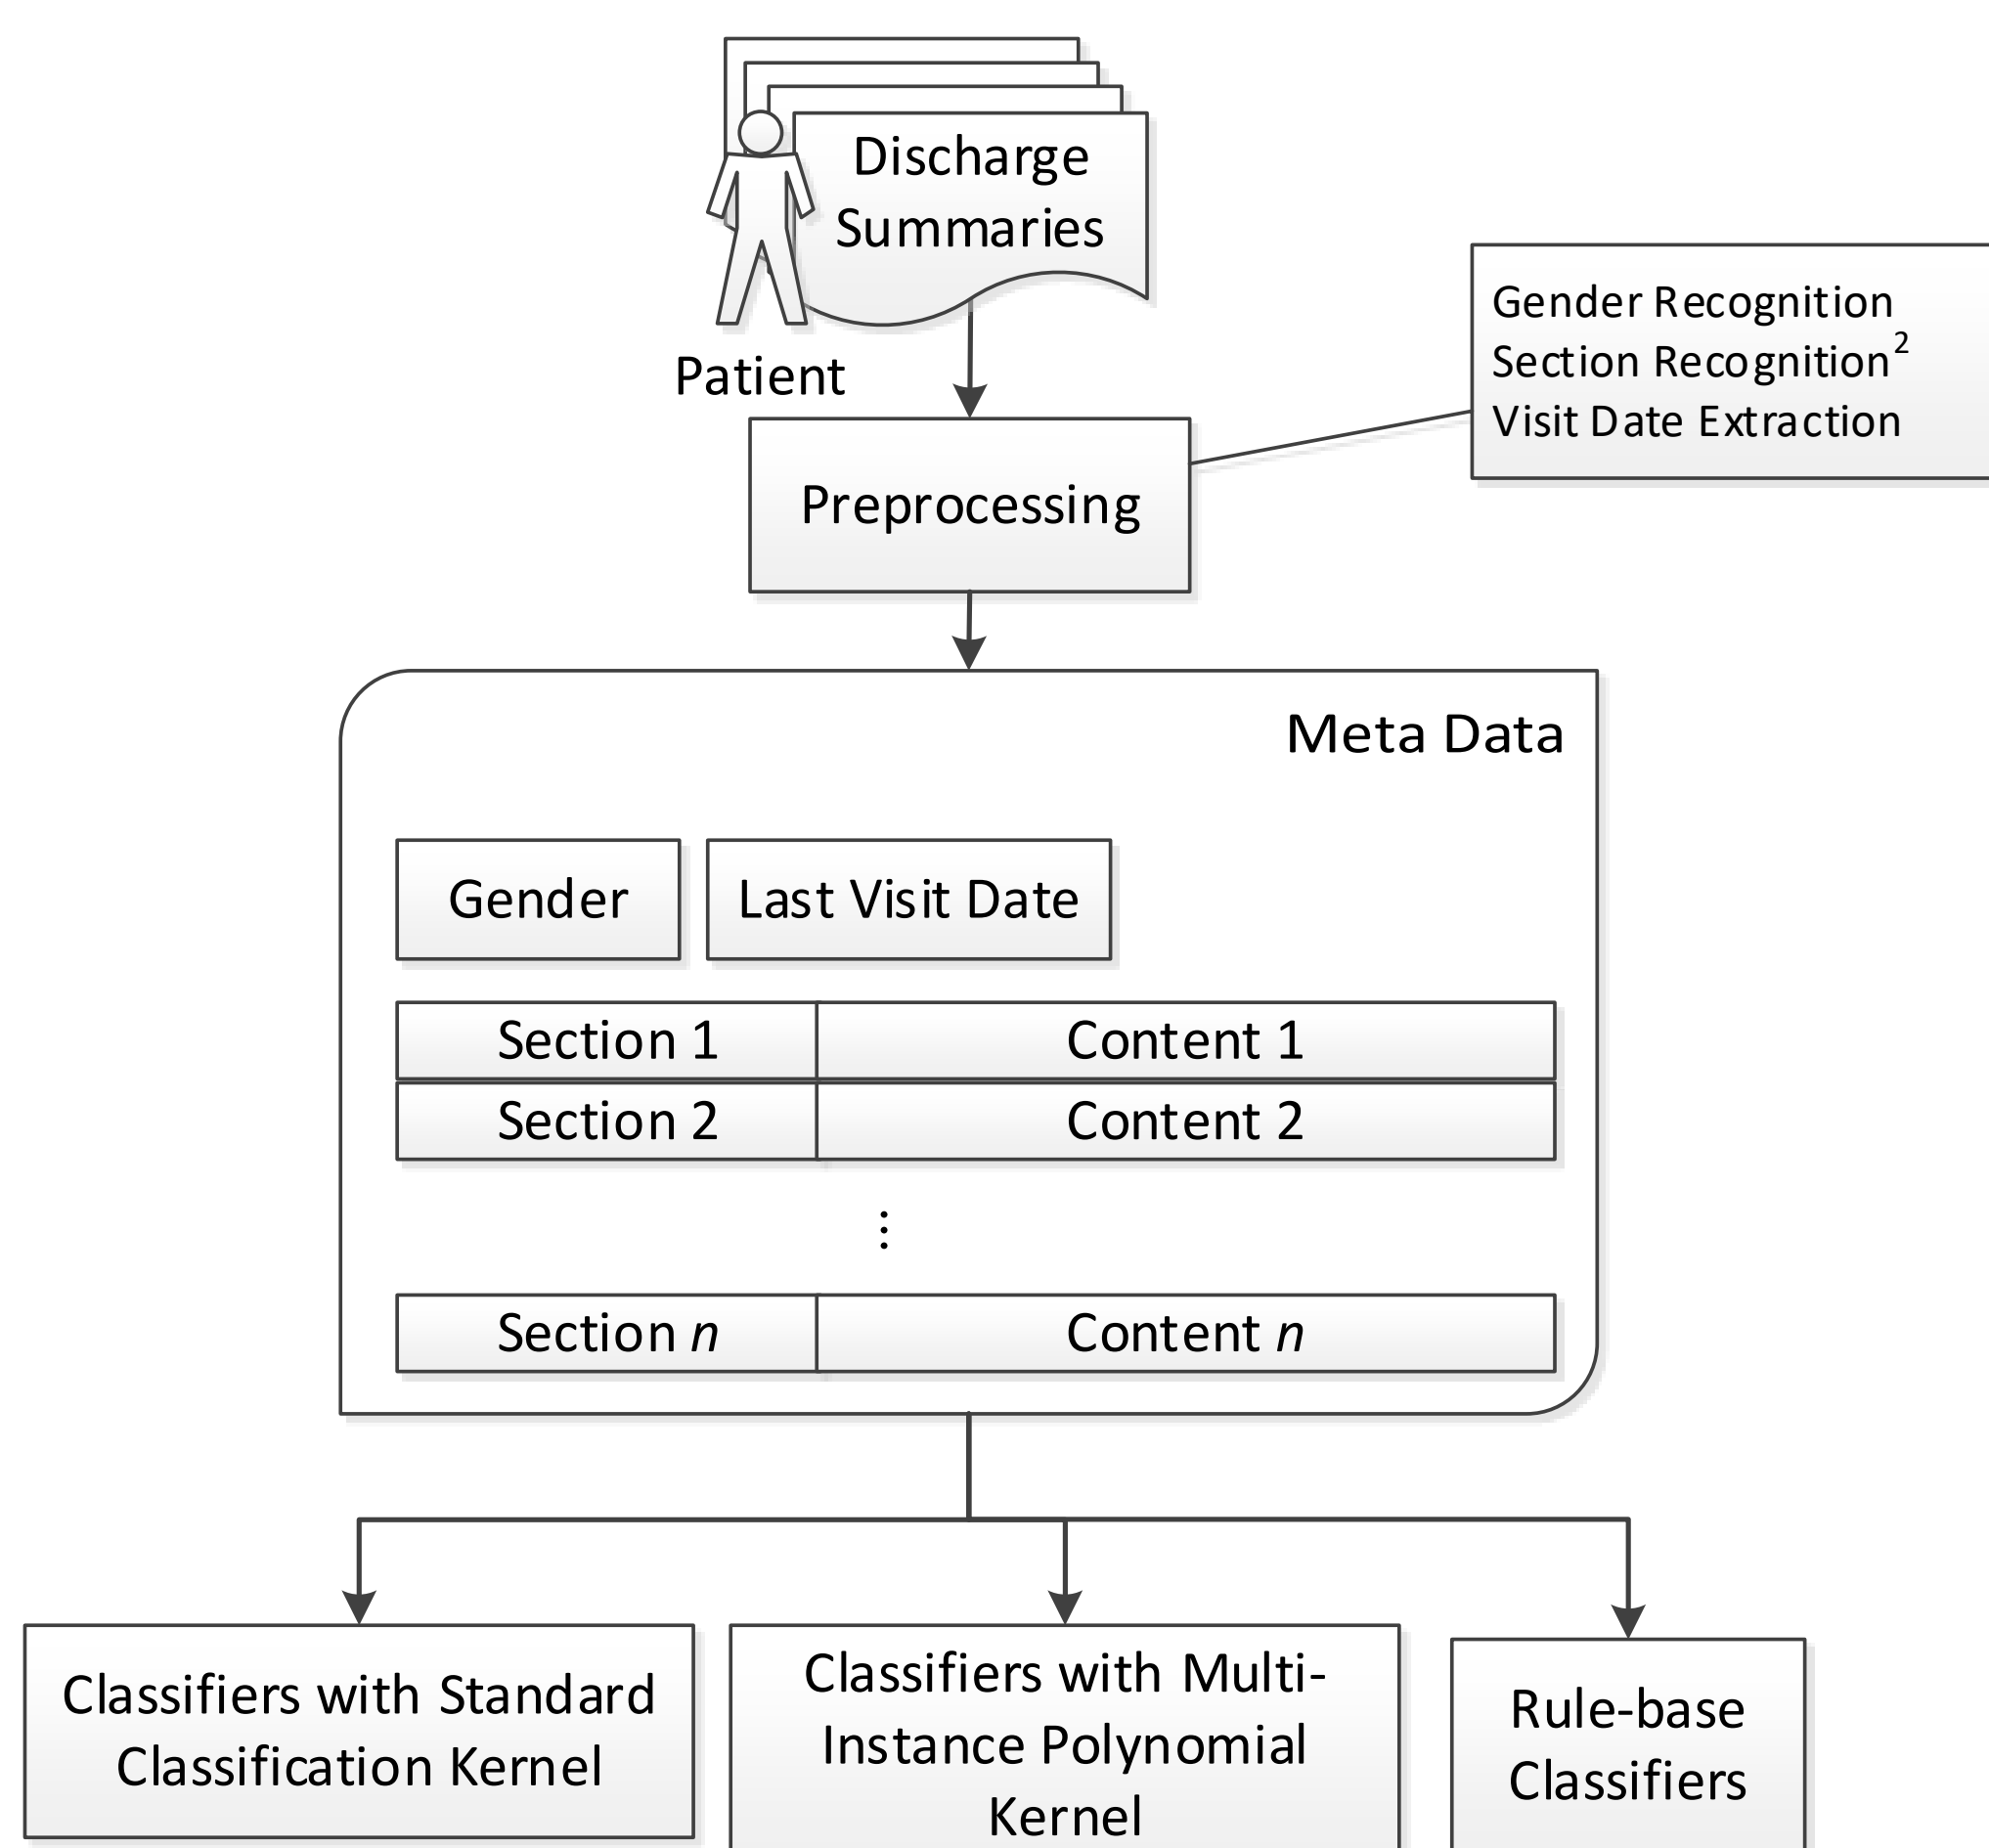 Discharge
Summaries
Patient
Gender Recognition
Section Recognition²
Visit Date Extraction
Preprocessing
Meta Data
Gender
Last Visit Date
Section 1
Content 1
Section 2
Content 2
⋮
Section n
Content n
Classifiers with Standard
Classification Kernel
Classifiers with Multi-
Instance Polynomial
Kernel
Rule-base
Classifiers